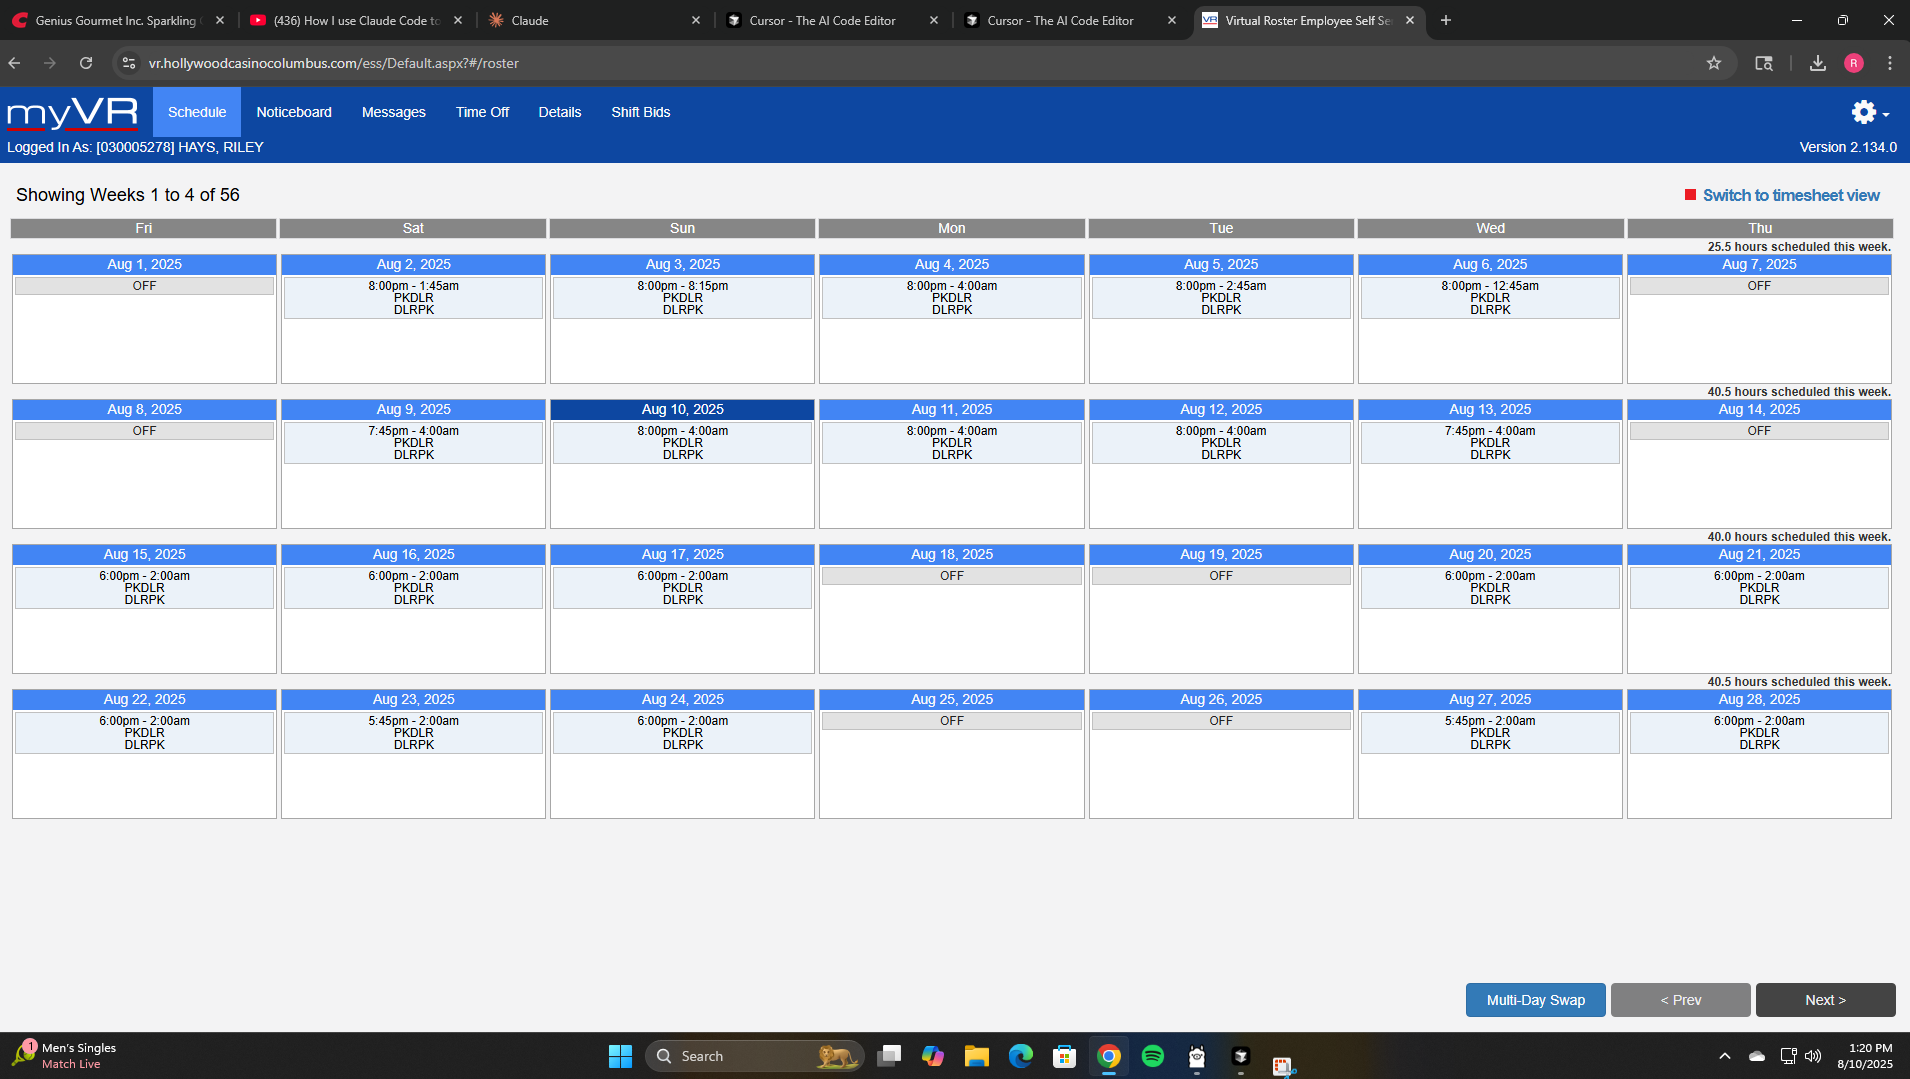 Genius Gourmet Inc. Sparkling
(436) How I use Claude Code to
Claude
Cursor - The AI Code Editor
Cursor - The AI Code Editor
Virtual Roster Employee Self Se
vr.hollywoodcasinocolumbus.com/ess/Default.aspx?#/roster
R
myVR
Schedule
Noticeboard
Messages
Time Off
Details
Shift Bids
Logged In As: [030005278] HAYS, RILEY
Version 2.134.0
Showing Weeks 1 to 4 of 56
Switch to timesheet view
Fri
Sat
Sun
Mon
Tue
Wed
Thu
25.5 hours scheduled this week.
Aug 1, 2025
OFF
Aug 2, 2025
8:00pm - 1:45am
PKDLR
DLRPK
Aug 3, 2025
8:00pm - 8:15pm
PKDLR
DLRPK
Aug 4, 2025
8:00pm - 4:00am
PKDLR
DLRPK
Aug 5, 2025
8:00pm - 2:45am
PKDLR
DLRPK
Aug 6, 2025
8:00pm - 12:45am
PKDLR
DLRPK
Aug 7, 2025
OFF
40.5 hours scheduled this week.
Aug 8, 2025
OFF
Aug 9, 2025
7:45pm - 4:00am
PKDLR
DLRPK
Aug 10, 2025
8:00pm - 4:00am
PKDLR
DLRPK
Aug 11, 2025
8:00pm - 4:00am
PKDLR
DLRPK
Aug 12, 2025
8:00pm - 4:00am
PKDLR
DLRPK
Aug 13, 2025
7:45pm - 4:00am
PKDLR
DLRPK
Aug 14, 2025
OFF
40.0 hours scheduled this week.
Aug 15, 2025
6:00pm - 2:00am
PKDLR
DLRPK
Aug 16, 2025
6:00pm - 2:00am
PKDLR
DLRPK
Aug 17, 2025
6:00pm - 2:00am
PKDLR
DLRPK
Aug 18, 2025
OFF
Aug 19, 2025
OFF
Aug 20, 2025
6:00pm - 2:00am
PKDLR
DLRPK
Aug 21, 2025
6:00pm - 2:00am
PKDLR
DLRPK
40.5 hours scheduled this week.
Aug 22, 2025
6:00pm - 2:00am
PKDLR
DLRPK
Aug 23, 2025
5:45pm - 2:00am
PKDLR
DLRPK
Aug 24, 2025
6:00pm - 2:00am
PKDLR
DLRPK
Aug 25, 2025
OFF
Aug 26, 2025
OFF
Aug 27, 2025
5:45pm - 2:00am
PKDLR
DLRPK
Aug 28, 2025
6:00pm - 2:00am
PKDLR
DLRPK
Multi-Day Swap
< Prev
Next >
1
Men's Singles
Match Live
Search
1:20 PM
8/10/2025